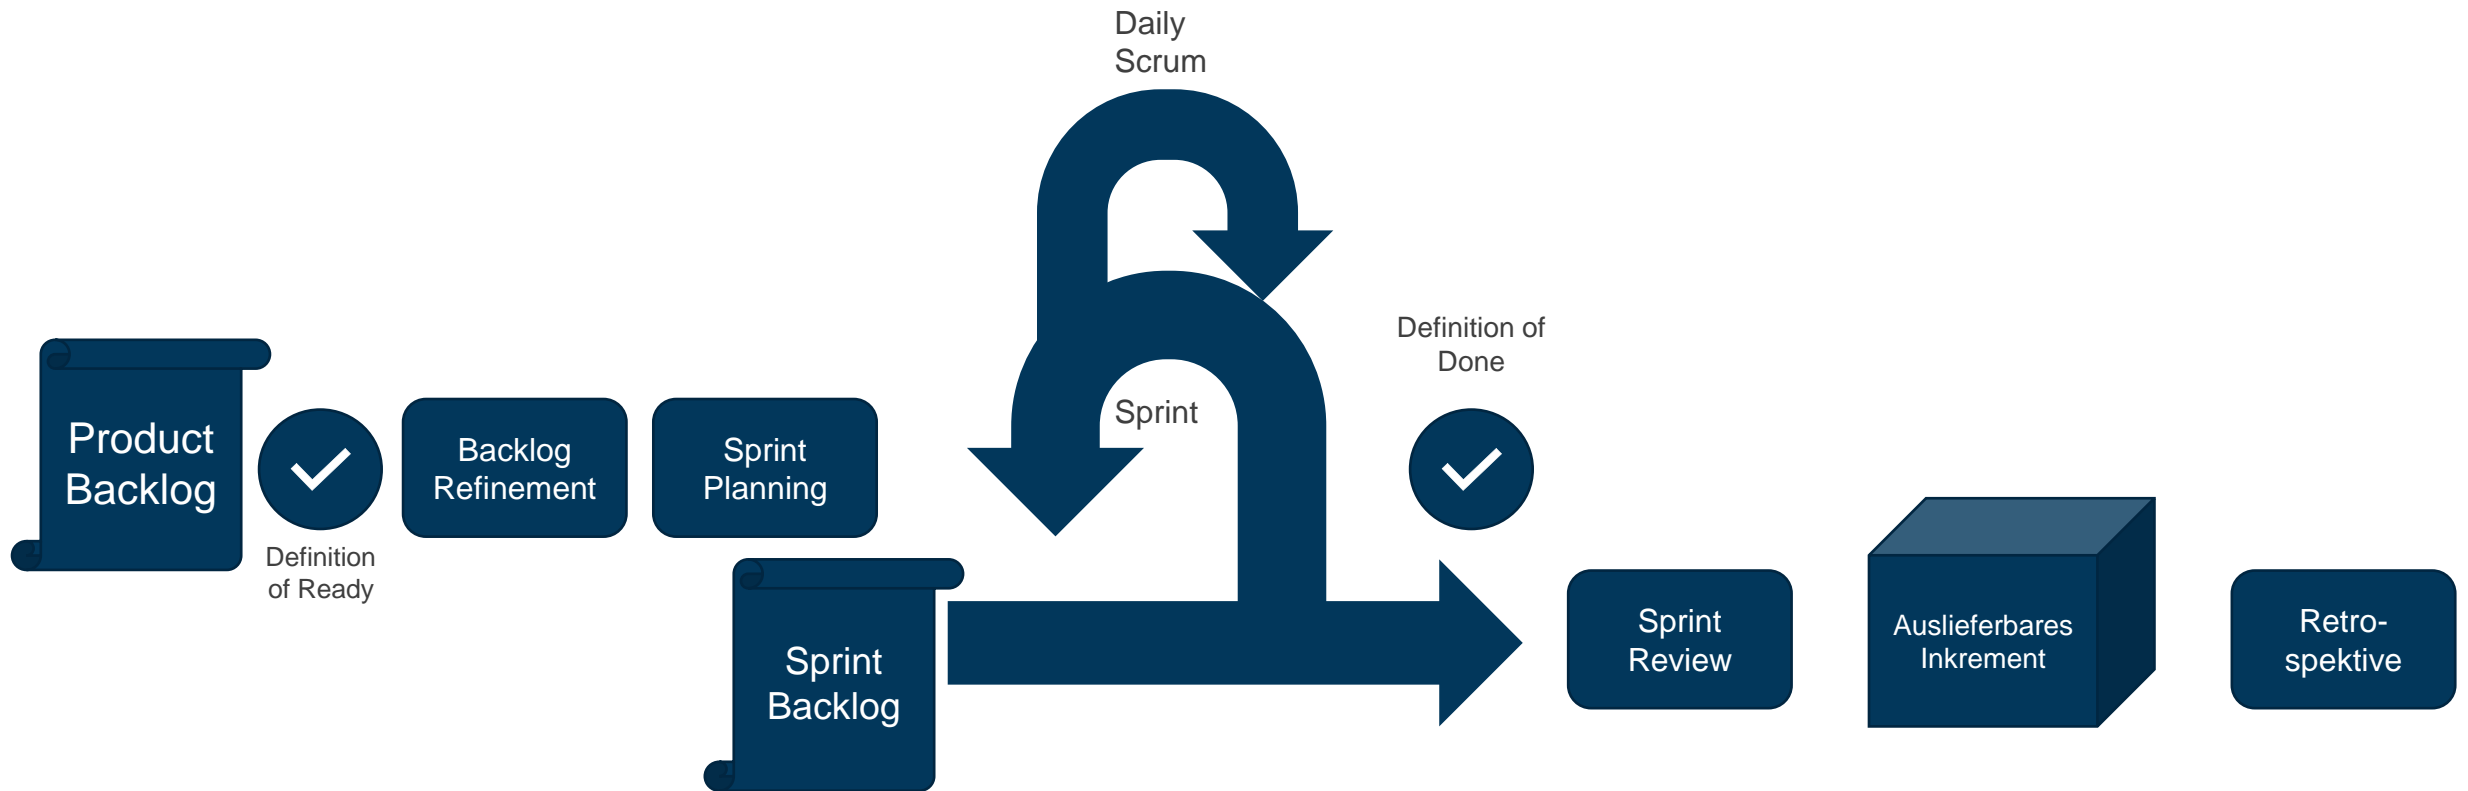 Daily
Scrum
Definition of
Done
Sprint
Product
Backlog
Definition
of Ready
Backlog
Refinement
Sprint
Planning
Sprint
Backlog
Sprint
Review
Auslieferbares
Inkrement
Retro-
spektive